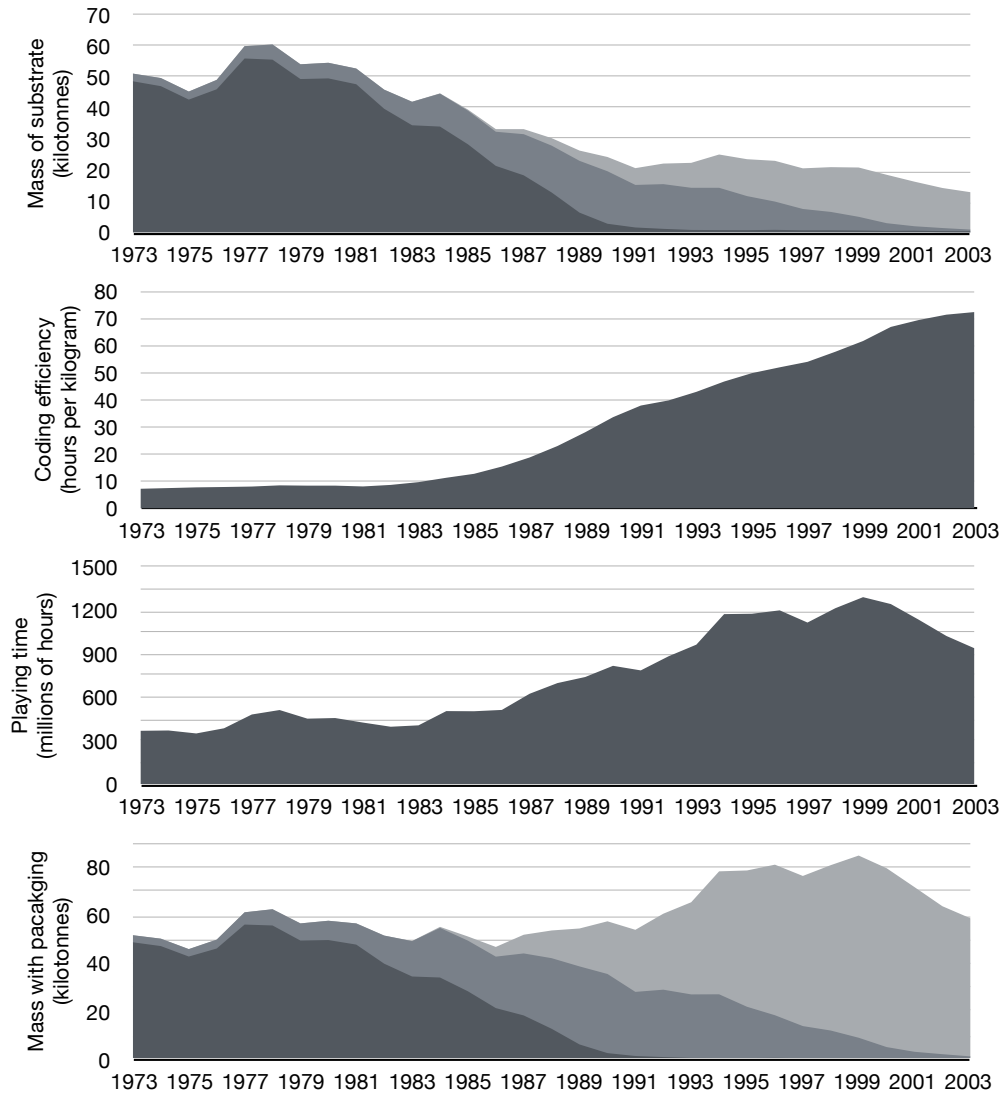 Mass of substrate
(kilotonnes)
70
60
50
40
30
20
10
0
1973 1975 1977 1979 1981 1983 1985 1987 1989 1991 1993 1995 1997 1999 2001 2003
Coding efficiency
(hours per kilogram)
80
70
60
50
40
30
20
10
0
1973 1975 1977 1979 1981 1983 1985 1987 1989 1991 1993 1995 1997 1999 2001 2003
Playing time
(millions of hours)
1500
1200
900
600
300
0
1973 1975 1977 1979 1981 1983 1985 1987 1989 1991 1993 1995 1997 1999 2001 2003
Mass with pacakging
(kilotonnes)
80
60
40
20
0
1973 1975 1977 1979 1981 1983 1985 1987 1989 1991 1993 1995 1997 1999 2001 2003